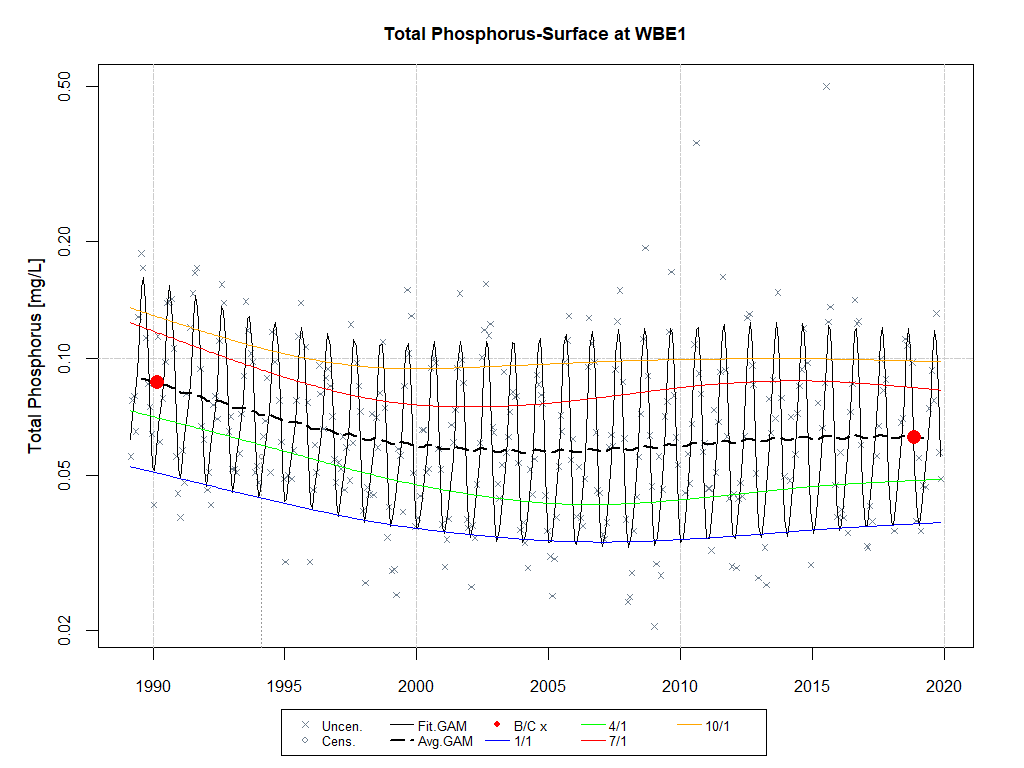 Total Phosphorus-Surface at WBE1
Total Phosphorus [mg/L]
0.50
0.20
0.10
0.05
0.02
1990 1995 2000 2005 2010 2015 2020
Uncen. Fit.GAM B/C x 4/1 10/1
Cens. Avg.GAM 1/1 7/1